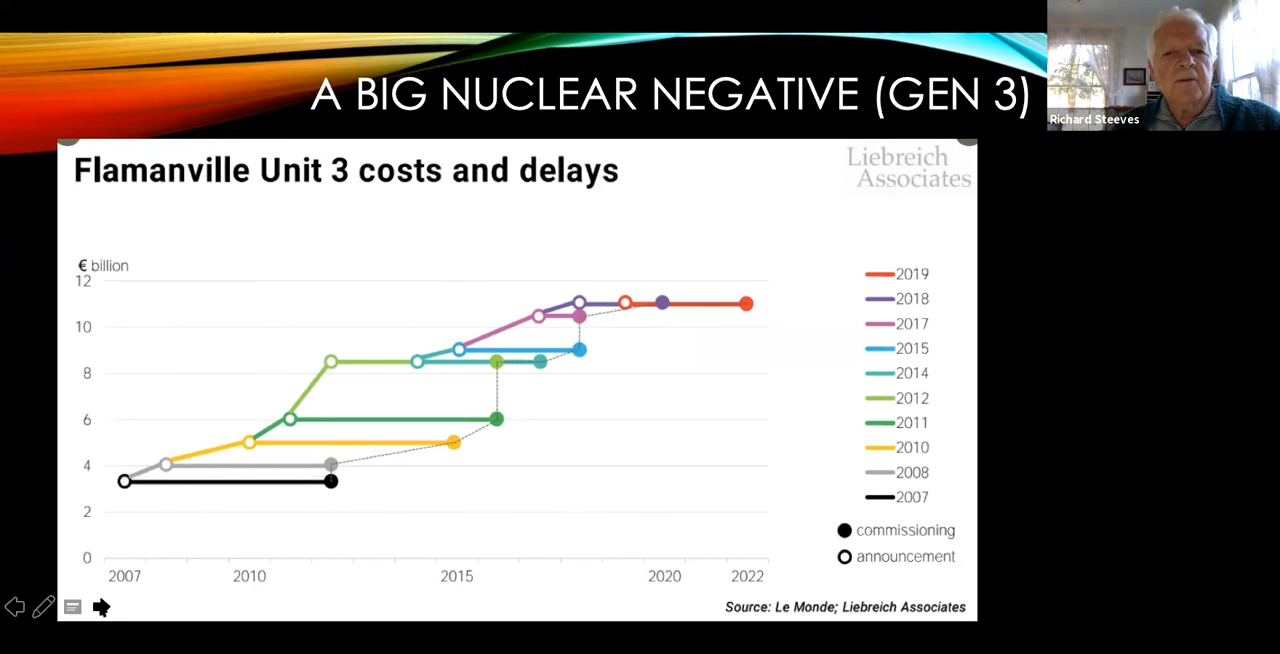 A BIG NUCLEAR NEGATIVE (GEN 3)
Richard Steeves
Flamanville Unit 3 costs and delays
Liebreich
Associates
€ billion
12
10
8
6
4
2
0
2007
2010
2015
2020
2022
2019
2018
2017
2015
2014
2012
2011
2010
2008
2007
commissioning
announcement
Source: Le Monde; Liebreich Associates